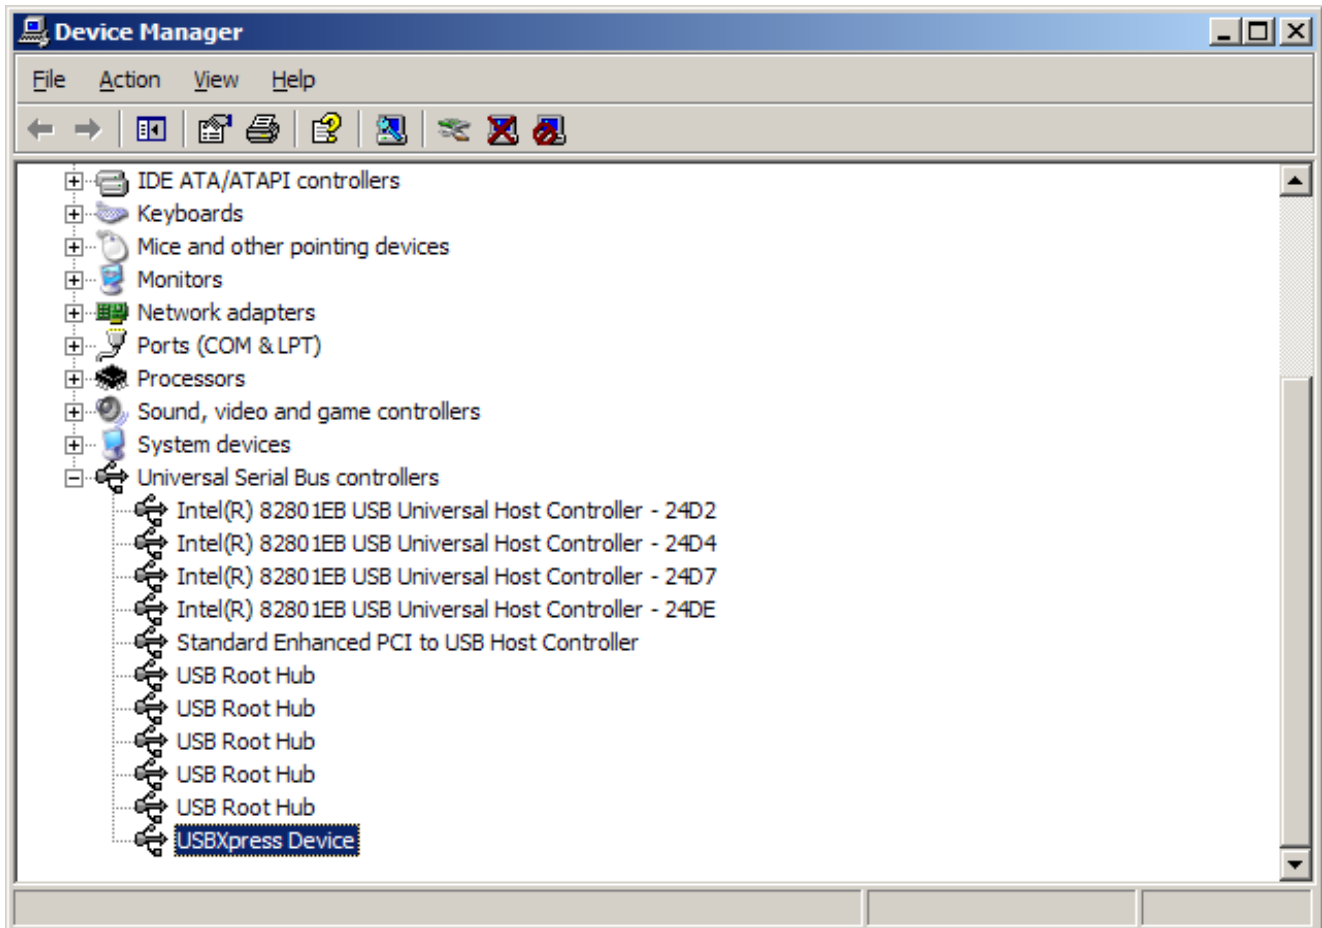 Device Manager
File Action View Help
IDE ATA/ATAPI controllers
Keyboards
Mice and other pointing devices
Monitors
Network adapters
Ports (COM & LPT)
Processors
Sound, video and game controllers
System devices
Universal Serial Bus controllers
Intel(R) 82801EB USB Universal Host Controller - 24D2
Intel(R) 82801EB USB Universal Host Controller - 24D4
Intel(R) 82801EB USB Universal Host Controller - 24D7
Intel(R) 82801EB USB Universal Host Controller - 24DE
Standard Enhanced PCI to USB Host Controller
USB Root Hub
USB Root Hub
USB Root Hub
USB Root Hub
USB Root Hub
USBXpress Device